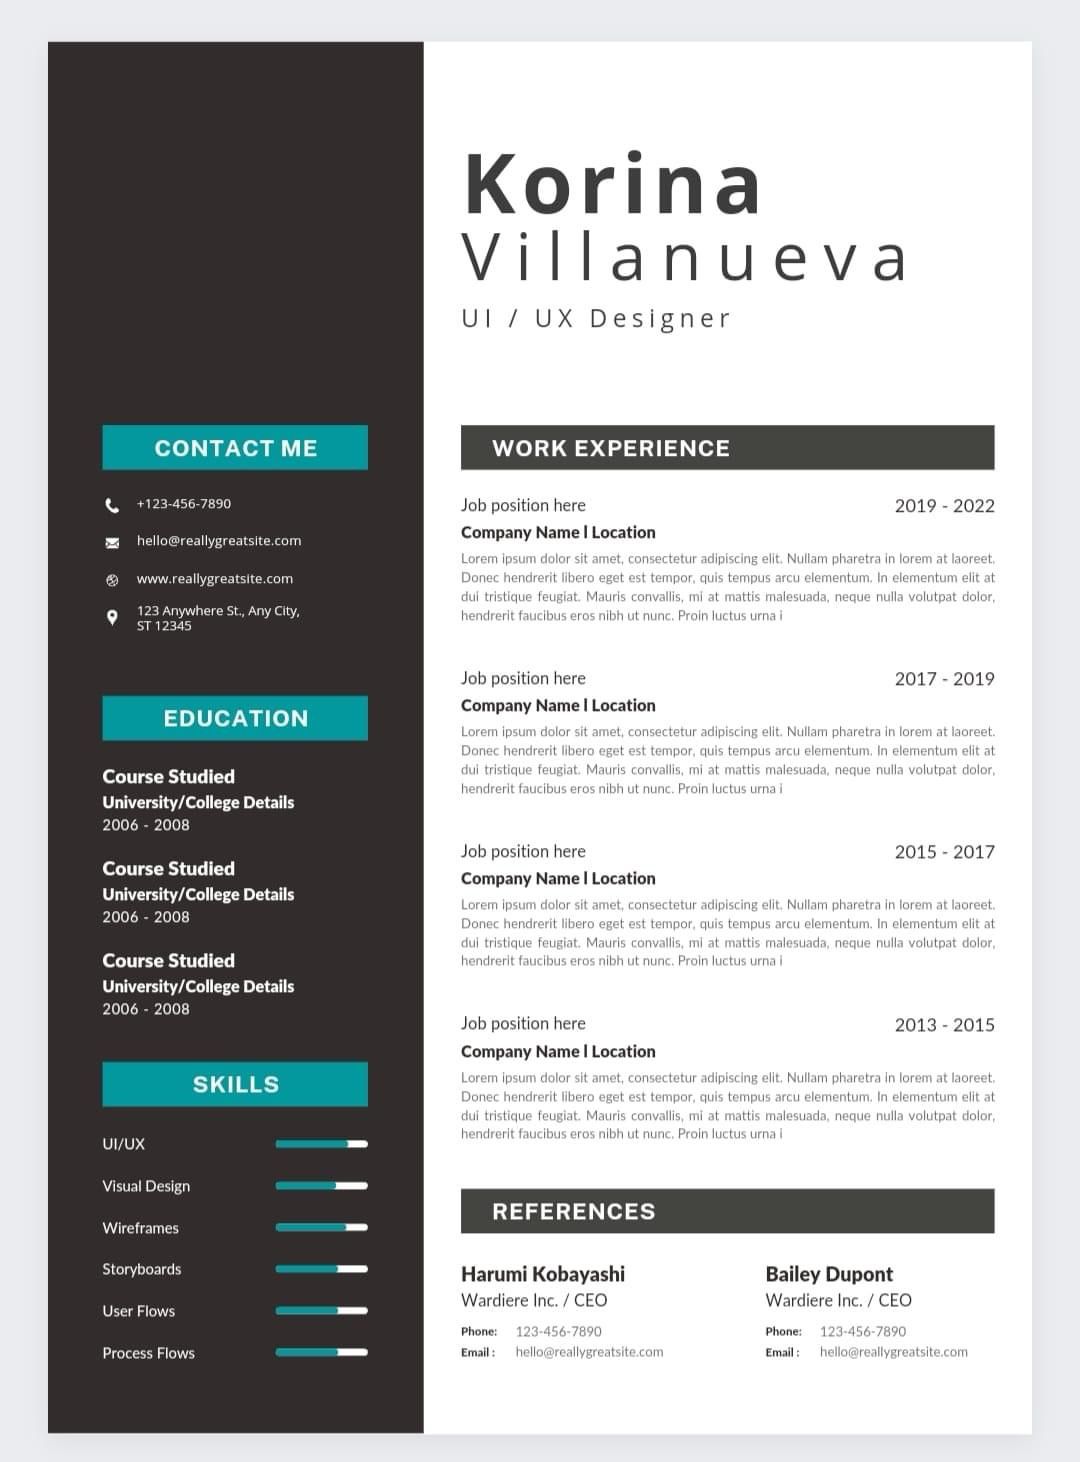 Korina
Villanueva
UI / UX Designer
CONTACT ME
+123-456-7890
hello@reallygreatsite.com
www.reallygreatsite.com
123 Anywhere St., Any City,
ST 12345
EDUCATION
Course Studied
University/College Details
2006 - 2008
Course Studied
University/College Details
2006 - 2008
Course Studied
University/College Details
2006 - 2008
SKILLS
UI/UX
Visual Design
Wireframes
Storyboards
User Flows
Process Flows
WORK EXPERIENCE
Job position here 2019 - 2022
Company Name l Location
Lorem ipsum dolor sit amet, consectetur adipiscing elit. Nullam pharetra in lorem at laoreet.
Donec hendrerit libero eget est tempor, quis tempus arcu elementum. In elementum elit at
dui tristique feugiat. Mauris convallis, mi at mattis malesuada, neque nulla volutpat dolor,
hendrerit faucibus eros nibh ut nunc. Proin luctus urna i
Job position here 2017 - 2019
Company Name l Location
Lorem ipsum dolor sit amet, consectetur adipiscing elit. Nullam pharetra in lorem at laoreet.
Donec hendrerit libero eget est tempor, quis tempus arcu elementum. In elementum elit at
dui tristique feugiat. Mauris convallis, mi at mattis malesuada, neque nulla volutpat dolor,
hendrerit faucibus eros nibh ut nunc. Proin luctus urna i
Job position here 2015 - 2017
Company Name l Location
Lorem ipsum dolor sit amet, consectetur adipiscing elit. Nullam pharetra in lorem at laoreet.
Donec hendrerit libero eget est tempor, quis tempus arcu elementum. In elementum elit at
dui tristique feugiat. Mauris convallis, mi at mattis malesuada, neque nulla volutpat dolor,
hendrerit faucibus eros nibh ut nunc. Proin luctus urna i
Job position here 2013 - 2015
Company Name l Location
Lorem ipsum dolor sit amet, consectetur adipiscing elit. Nullam pharetra in lorem at laoreet.
Donec hendrerit libero eget est tempor, quis tempus arcu elementum. In elementum elit at
dui tristique feugiat. Mauris convallis, mi at mattis malesuada, neque nulla volutpat dolor,
hendrerit faucibus eros nibh ut nunc. Proin luctus urna i
REFERENCES
Harumi Kobayashi
Wardiere Inc. / CEO
Phone: 123-456-7890
Email : hello@reallygreatsite.com
Bailey Dupont
Wardiere Inc. / CEO
Phone: 123-456-7890
Email : hello@reallygreatsite.com